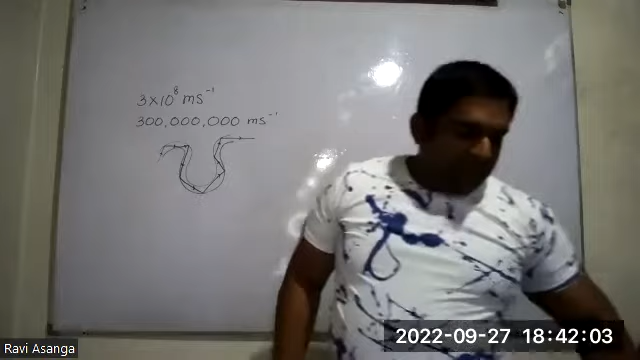 3×10⁸ ms⁻¹
300,000,000 ms⁻¹
2022-09-27 18:42:03
Ravi Asanga